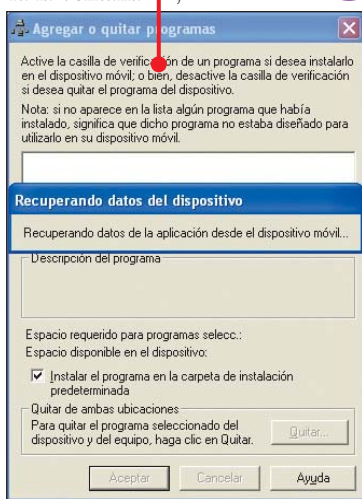 Agregar o quitar programas
Active la casilla de verificación de un programa si desea instalarlo
en el dispositivo móvil; o bien, desactive la casilla de verificación
si desea quitar el programa del dispositivo.
Nota: si no aparece en la lista algún programa que había
instalado, significa que dicho programa no estaba diseñado para
utilizarlo en su dispositivo móvil.
Recuperando datos del dispositivo
Recuperando datos de la aplicación desde el dispositivo móvil...
Descripción del programa
Espacio requerido para programas selecc.:
Espacio disponible en el dispositivo:
Instalar el programa en la carpeta de instalación
predeterminada
Quitar de ambas ubicaciones
Para quitar el programa seleccionado del
dispositivo y del equipo, haga clic en Quitar.
Quitar...
Aceptar Cancelar Ayuda